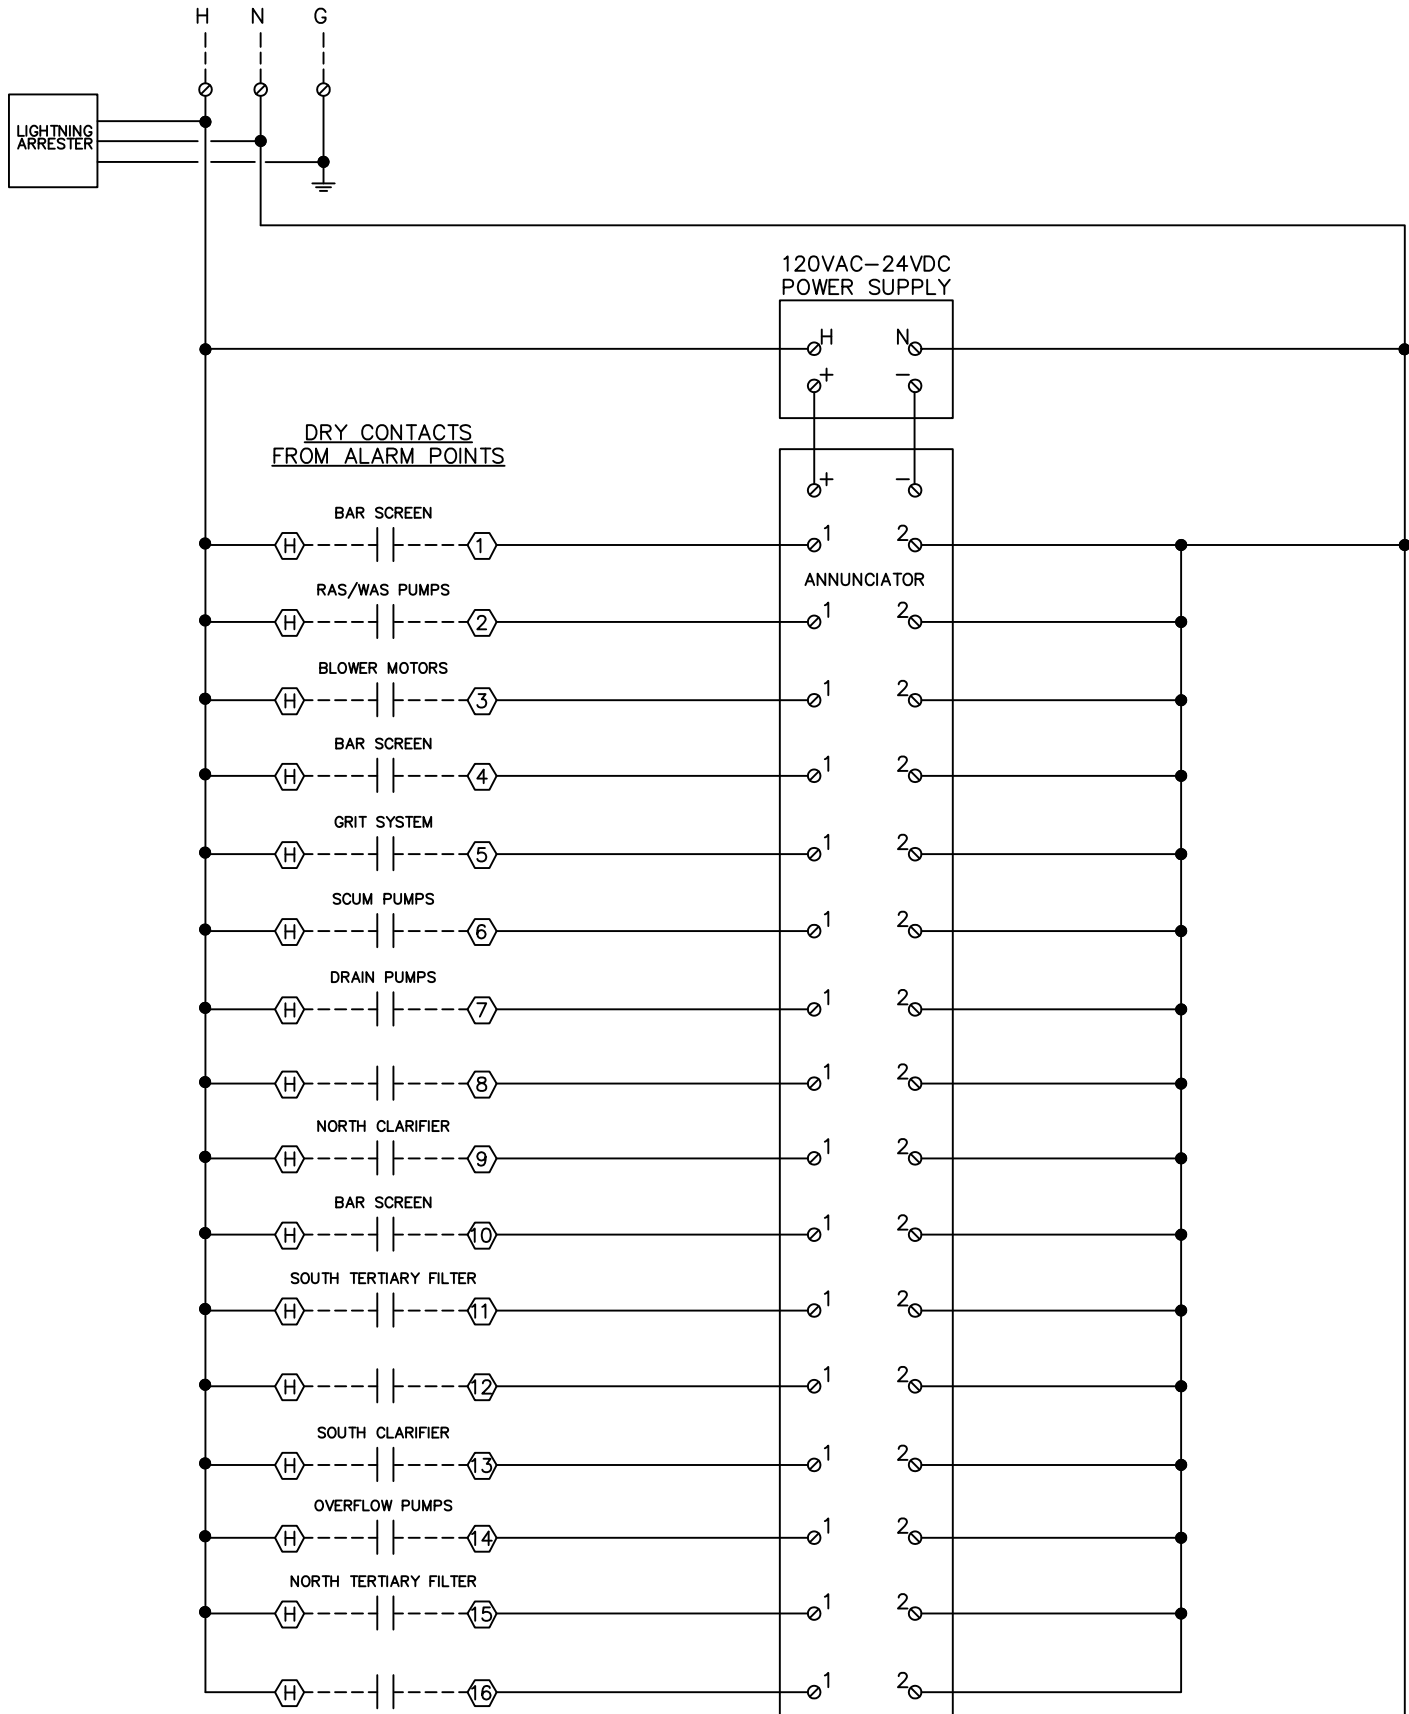 H N G
LIGHTNING
ARRESTER
120VAC-24VDC
POWER SUPPLY
H N
+ -
DRY CONTACTS
FROM ALARM POINTS
+ -
BAR SCREEN
H 1 1 2
ANNUNCIATOR
RAS/WAS PUMPS
H 2 1 2
BLOWER MOTORS
H 3 1 2
BAR SCREEN
H 4 1 2
GRIT SYSTEM
H 5 1 2
SCUM PUMPS
H 6 1 2
DRAIN PUMPS
H 7 1 2
H 8 1 2
NORTH CLARIFIER
H 9 1 2
BAR SCREEN
H 10 1 2
SOUTH TERTIARY FILTER
H 11 1 2
H 12 1 2
SOUTH CLARIFIER
H 13 1 2
OVERFLOW PUMPS
H 14 1 2
NORTH TERTIARY FILTER
H 15 1 2
H 16 1 2